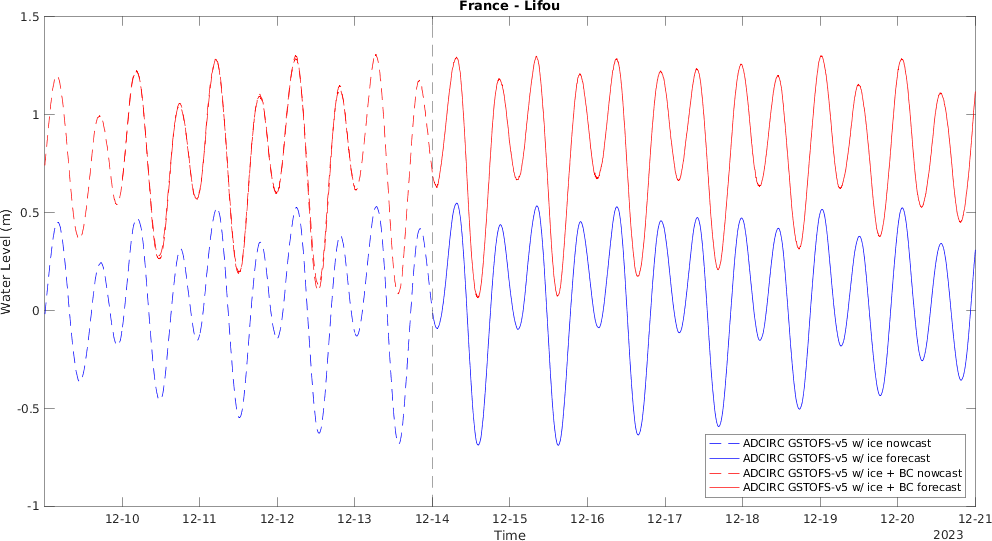 France - Lifou
Water Level (m)
1.5
1
0.5
0
-0.5
-1
ADCIRC GSTOFS-v5 w/ ice nowcast
ADCIRC GSTOFS-v5 w/ ice forecast
ADCIRC GSTOFS-v5 w/ ice + BC nowcast
ADCIRC GSTOFS-v5 w/ ice + BC forecast
12-10 12-11 12-12 12-13 12-14 12-15 12-16 12-17 12-18 12-19 12-20 12-21
Time
2023